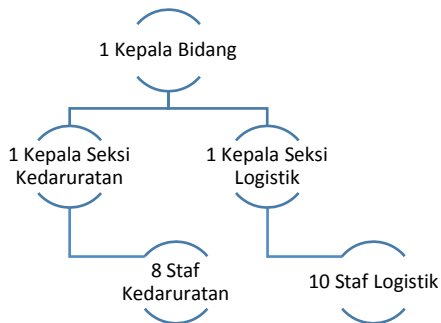 1 Kepala Bidang
1 Kepala Seksi
Kedaruratan
1 Kepala Seksi
Logistik
8 Staf
Kedaruratan
10 Staf Logistik